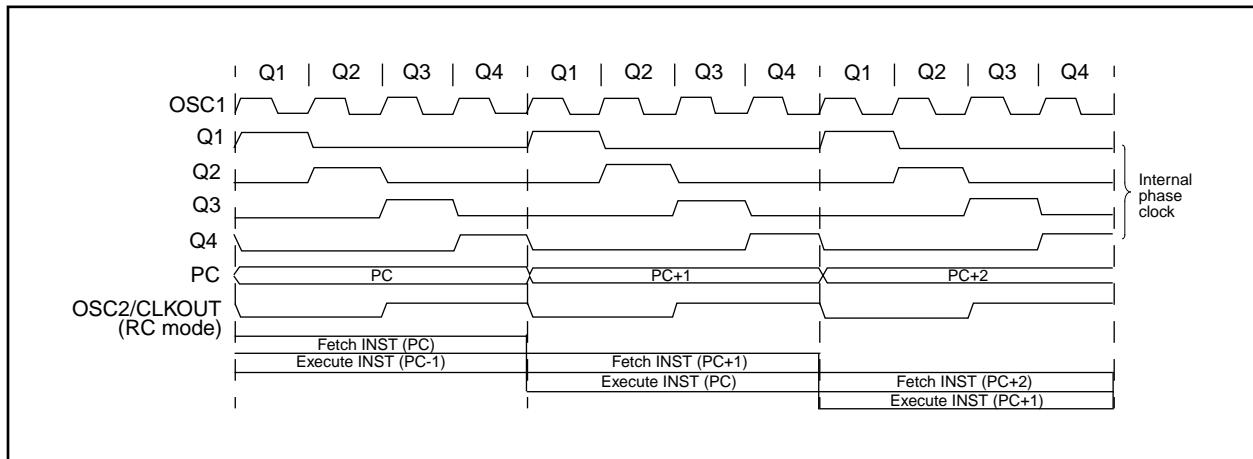 Q1 | Q2 | Q3 | Q4 | Q1 | Q2 | Q3 | Q4 | Q1 | Q2 | Q3 | Q4
OSC1
Q1
Q2
Q3
Q4
Internal
phase
clock
PC
PC
PC+1
PC+2
OSC2/CLKOUT
(RC mode)
Fetch INST (PC)
Execute INST (PC-1)
Fetch INST (PC+1)
Execute INST (PC)
Fetch INST (PC+2)
Execute INST (PC+1)